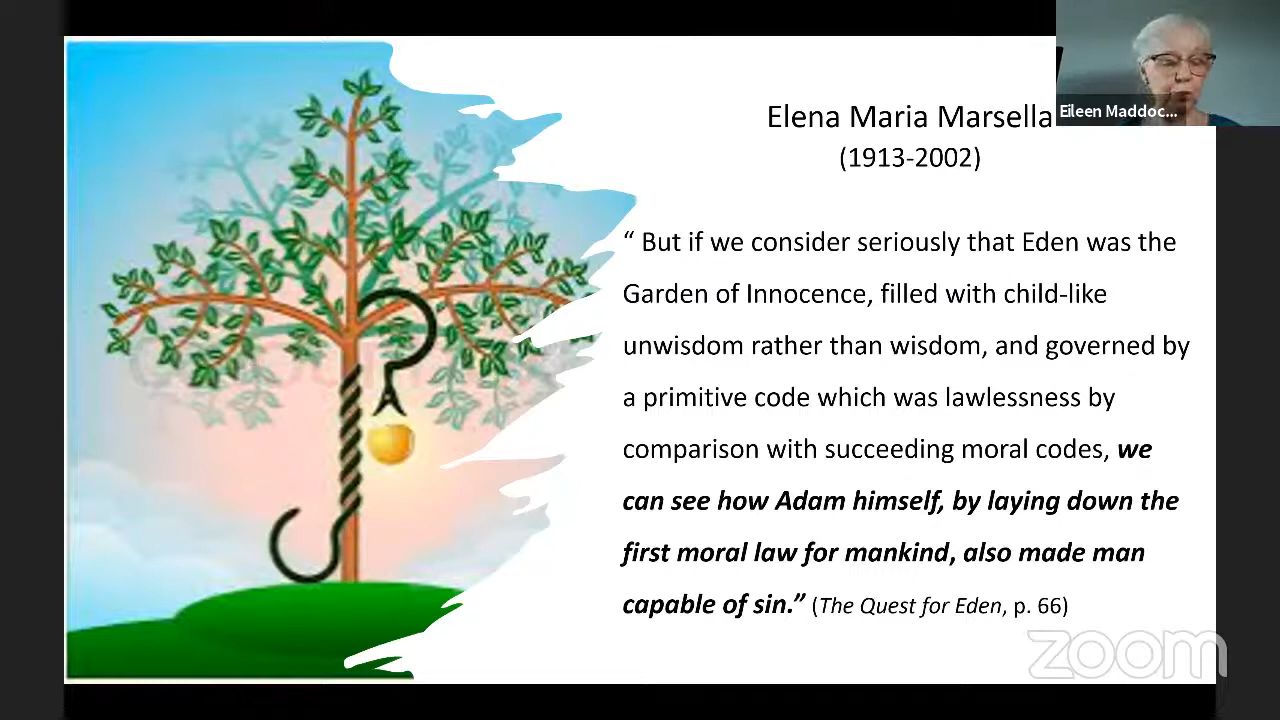 Elena Maria Marsella
(1913-2002)
Eileen Maddoc...
“ But if we consider seriously that Eden was the
Garden of Innocence, filled with child-like
unwisdom rather than wisdom, and governed by
a primitive code which was lawlessness by
comparison with succeeding moral codes, we
can see how Adam himself, by laying down the
first moral law for mankind, also made man
capable of sin.” (The Quest for Eden, p. 66)
zoom